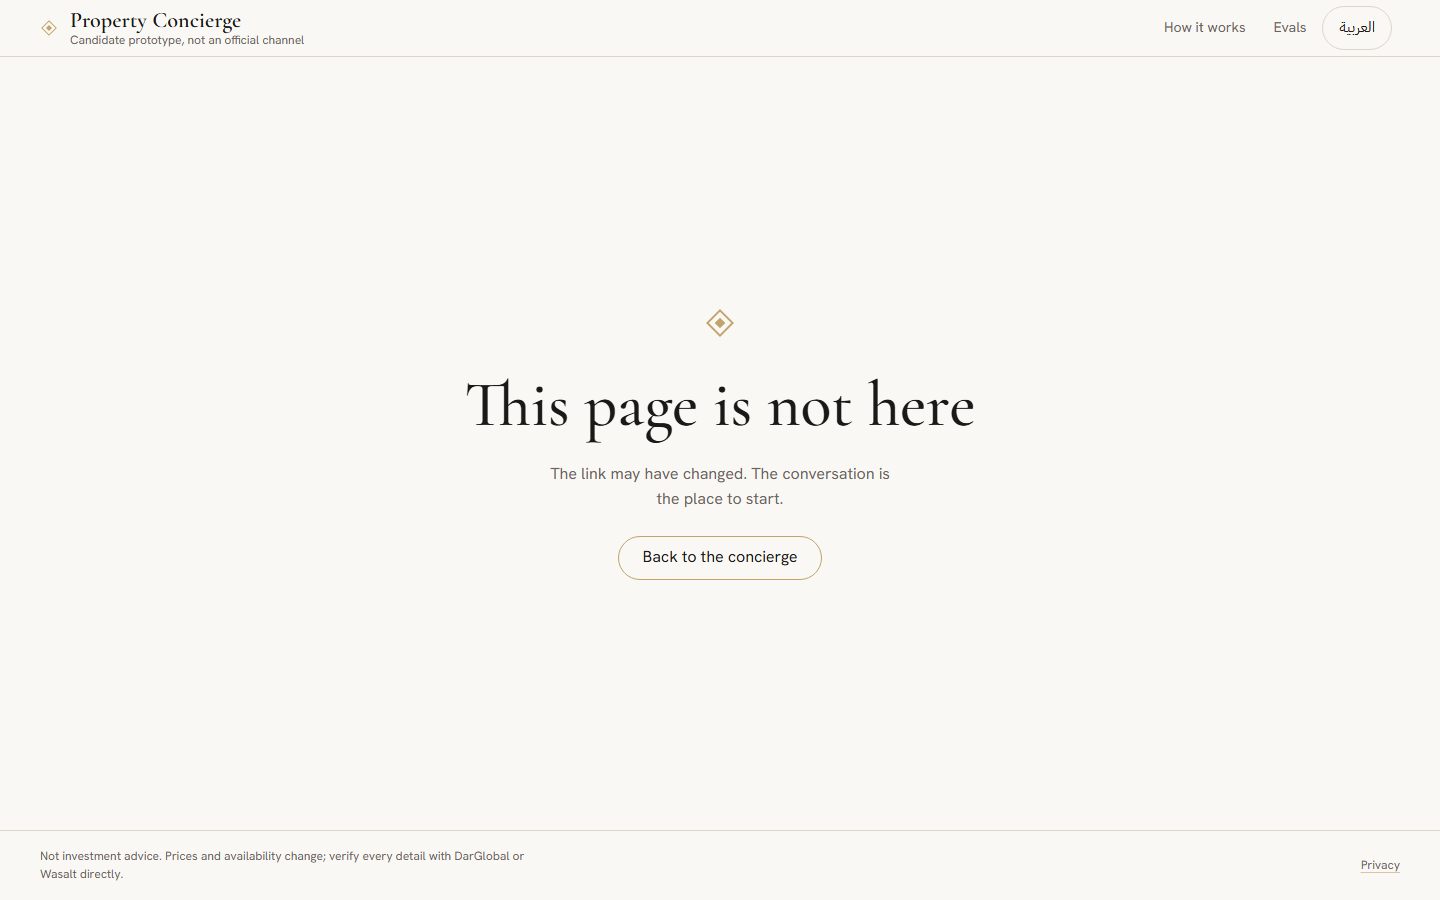 Property Concierge
Candidate prototype, not an official channel
How it works
Evals
العربية
This page is not here
The link may have changed. The conversation is
the place to start.
Back to the concierge
Not investment advice. Prices and availability change; verify every detail with DarGlobal or
Wasalt directly.
Privacy